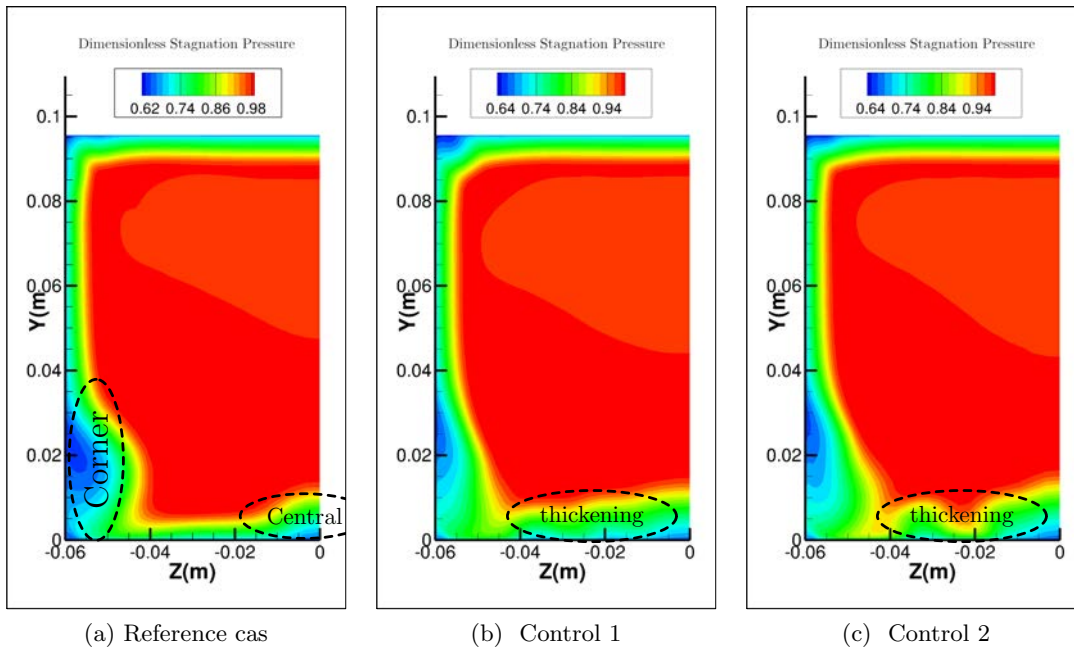 Dimensionless Stagnation Pressure
0.62 0.74 0.86 0.98
0.1
0.08
0.06
Y(m
0.04
0.02
0
Corner
Central
-0.06 -0.04 -0.02 0
Z(m)
(a) Reference cas
Dimensionless Stagnation Pressure
0.64 0.74 0.84 0.94
0.1
0.08
0.06
Y(m
0.04
0.02
0
thickening
-0.06 -0.04 -0.02 0
Z(m)
(b) Control 1
Dimensionless Stagnation Pressure
0.64 0.74 0.84 0.94
0.1
0.08
0.06
Y(m
0.04
0.02
0
thickening
-0.06 -0.04 -0.02 0
Z(m)
(c) Control 2